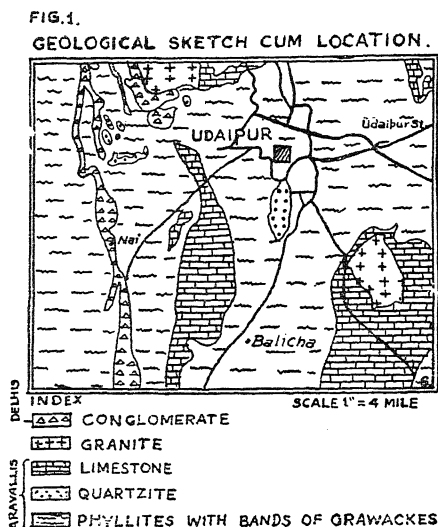 FIG.1.
GEOLOGICAL SKETCH CUM LOCATION.
UDAIPUR
Udaipur St.
Nai
Balicha
INDEX
SCALE 1"=4 MILE
DELHIS
CONGLOMERATE
GRANITE
ARAVALLIS
LIMESTONE
QUARTZITE
PHYLLITES WITH BANDS OF GRAWACKES